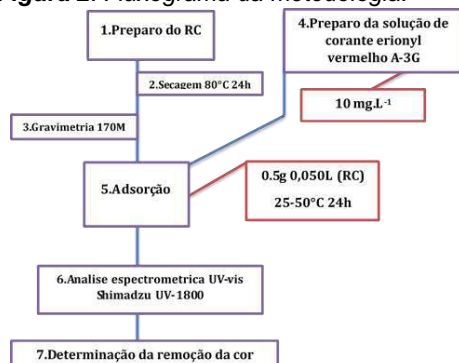 Figura 2. Fluxograma da metodologia.
1.Preparo do RC
4.Preparo da solução de
corante erionyl
vermelho A-3G
2.Secagem 80°C 24h
10 mg.L-1
3.Gravimetria 170M
5.Adsorção
0.5g 0,050L (RC)
25-50°C 24h
6.Analise espectrometrica UV-vis
Shimadzu UV-1800
7.Determinação da remoção da cor